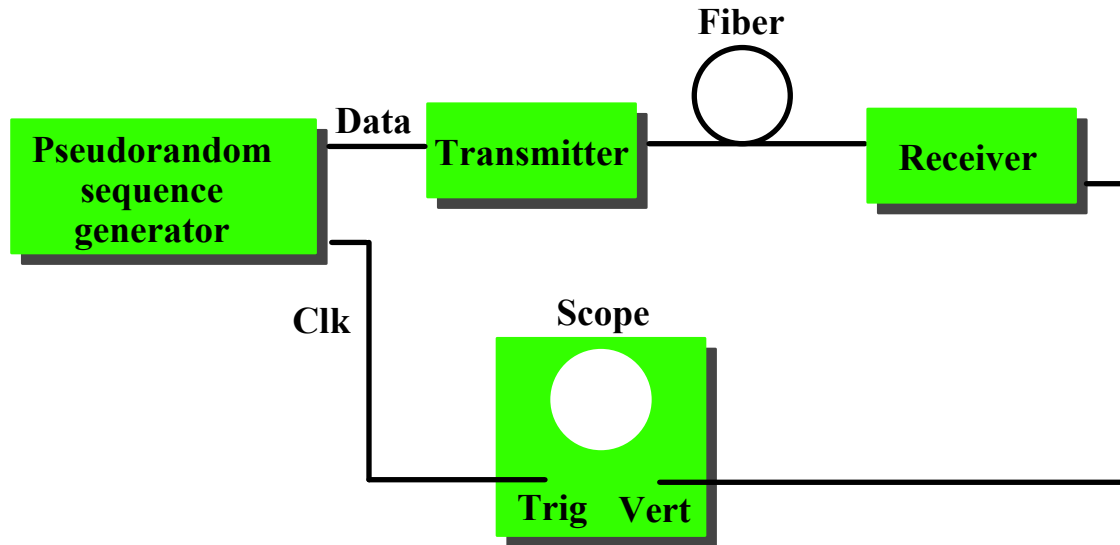 Fiber
Data
Pseudorandom
sequence
generator
Transmitter
Receiver
Clk
Scope
Trig
Vert